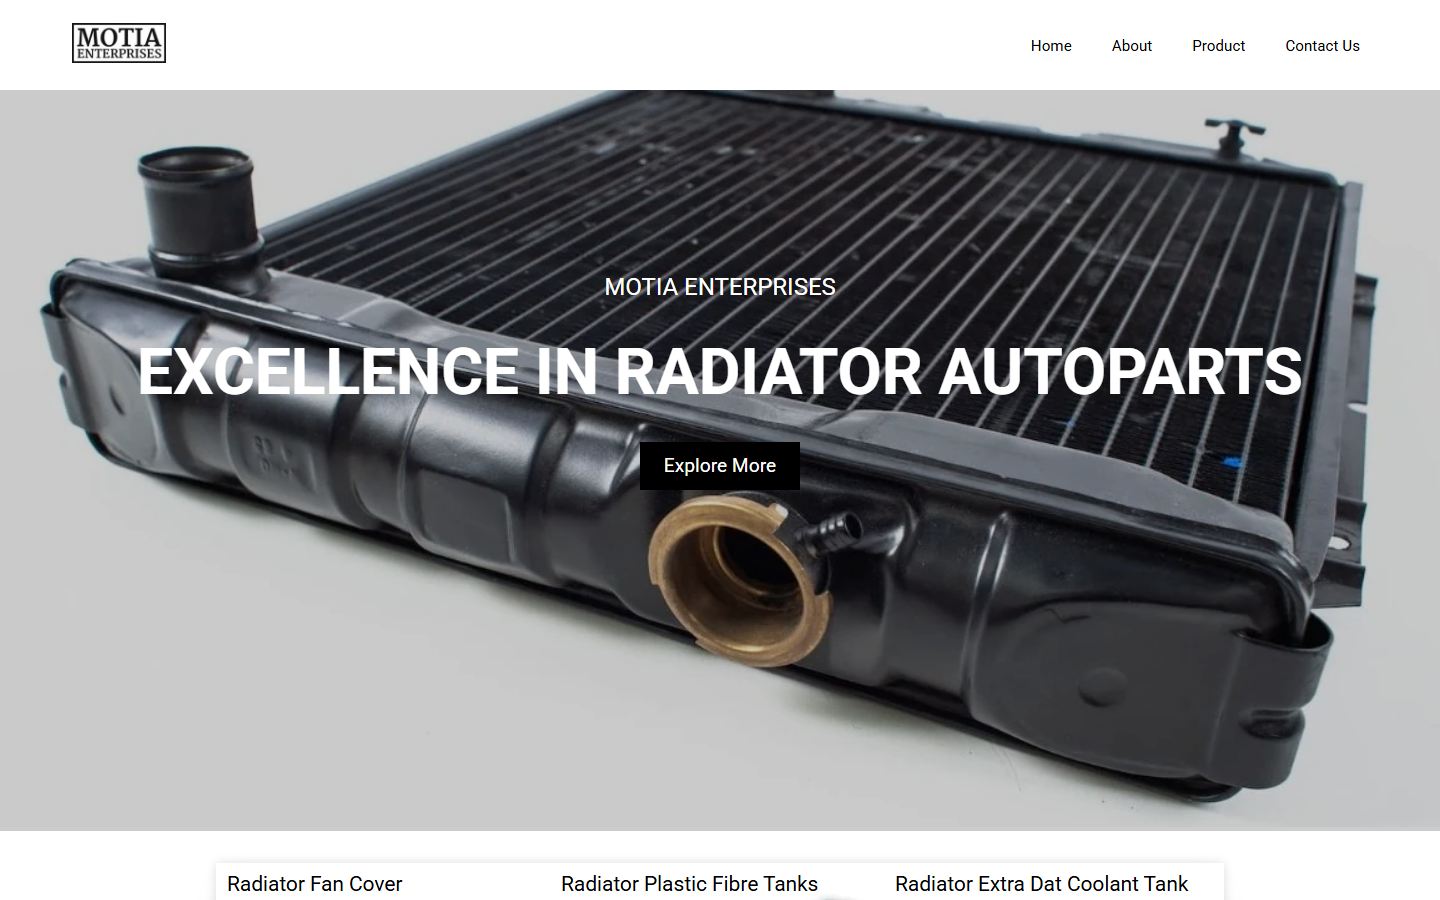 MOTIA
ENTERPRISES
Home
About
Product
Contact Us
MOTIA ENTERPRISES
EXCELLENCE IN RADIATOR AUTOPARTS
Explore More
Radiator Fan Cover
Radiator Plastic Fibre Tanks
Radiator Extra Dat Coolant Tank